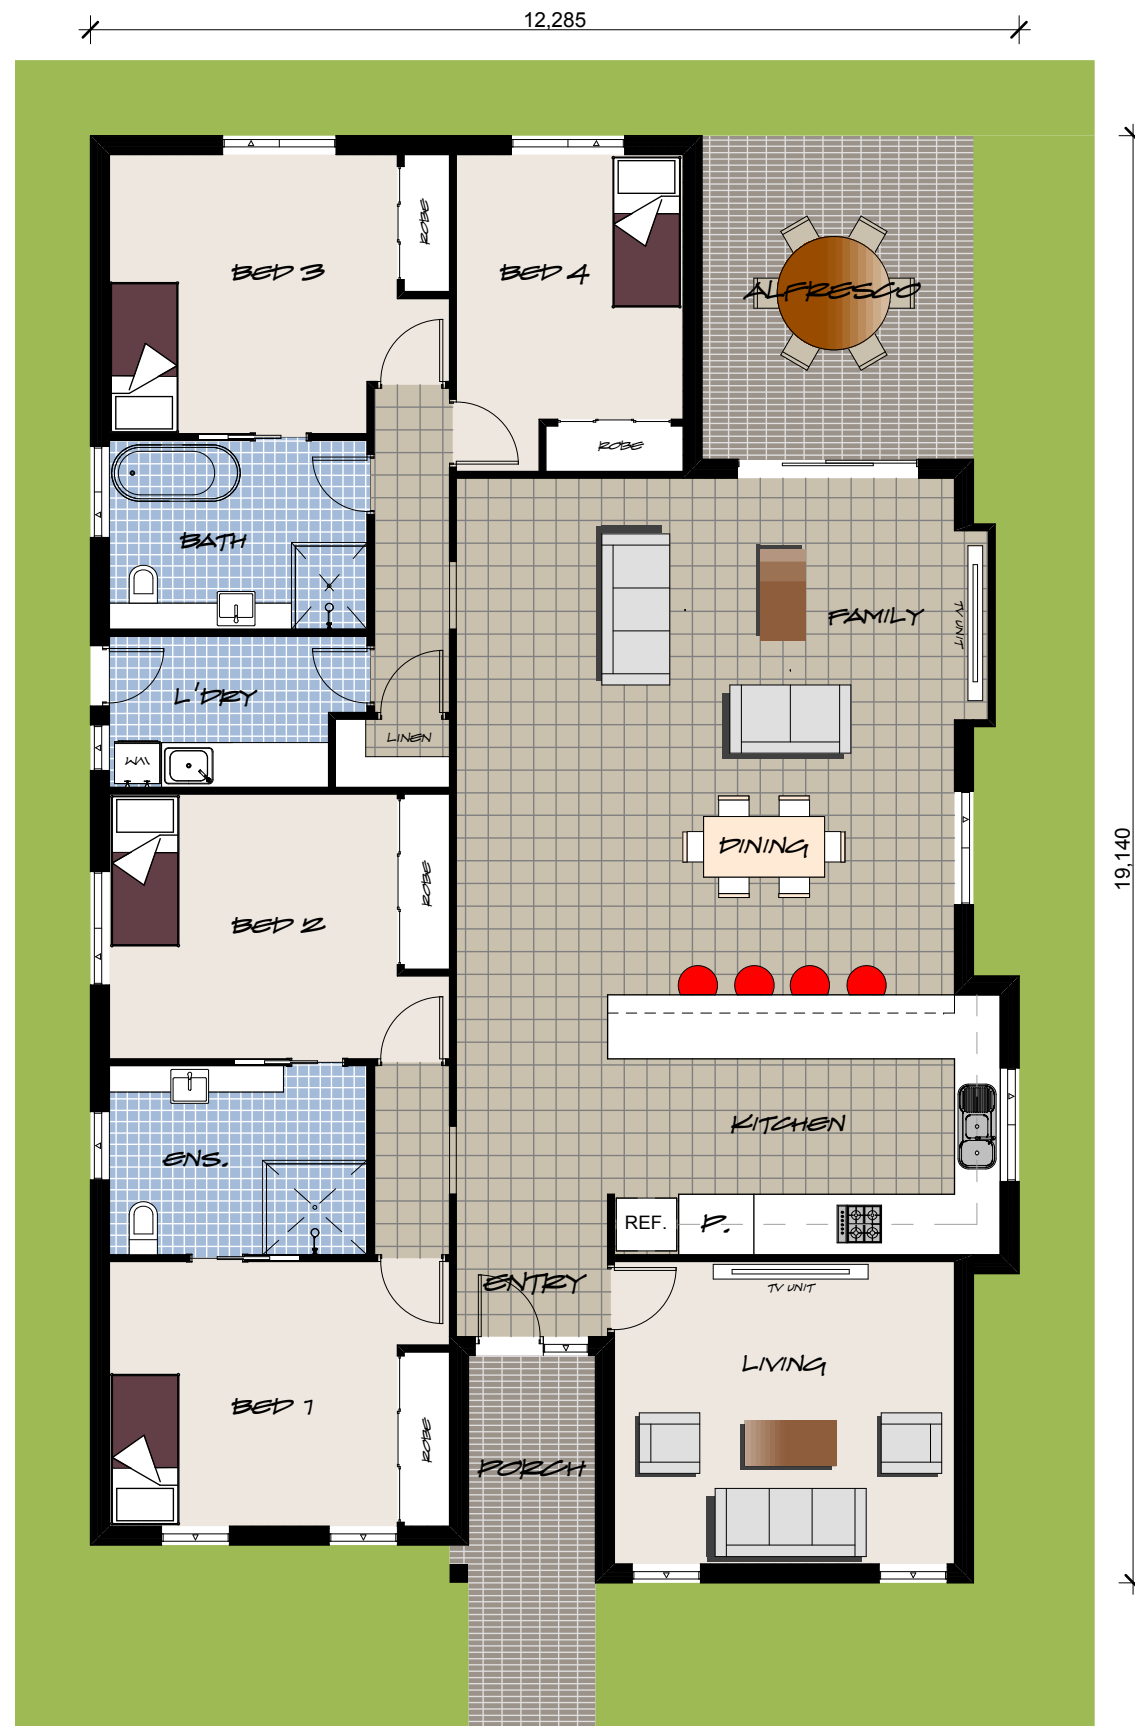 12,285
BED 3
ROBE
BED 4
ALFRESCO
ROBE
BATH
FAMILY
TV UNIT
L'DRY
LINEN
WM
DINING
19,140
ROBE
BED 2
KITCHEN
ENS.
REF.
P.
ENTRY
TV UNIT
LIVING
BED 1
ROBE
PORCH